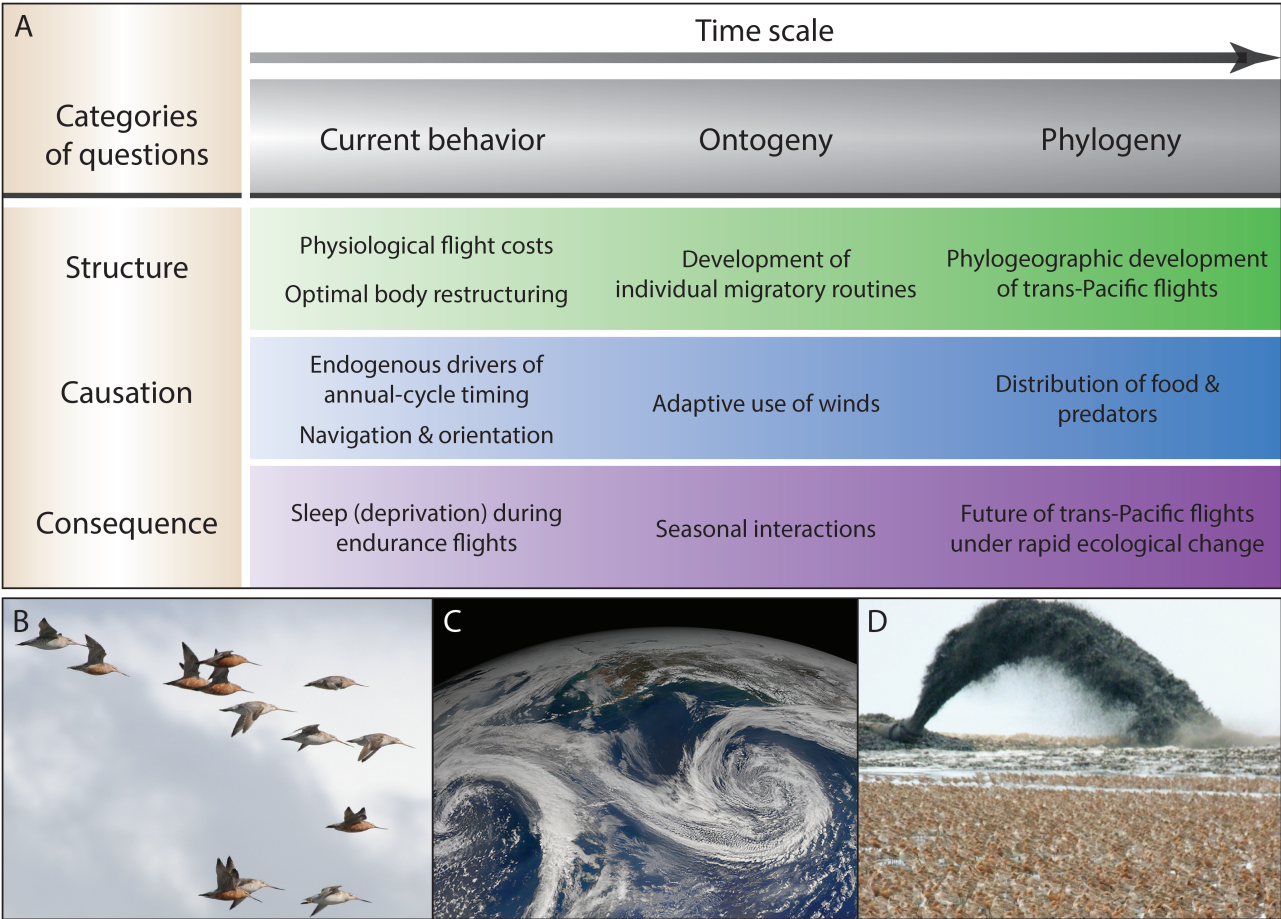 A
Time scale
Categories
of questions
Current behavior
Ontogeny
Phylogeny
Structure
Physiological flight costs
Optimal body restructuring
Development of
individual migratory routines
Phylogeographic development
of trans-Pacific flights
Causation
Endogenous drivers of
annual-cycle timing
Navigation & orientation
Adaptive use of winds
Distribution of food &
predators
Consequence
Sleep (deprivation) during
endurance flights
Seasonal interactions
Future of trans-Pacific flights
under rapid ecological change
B
C
D